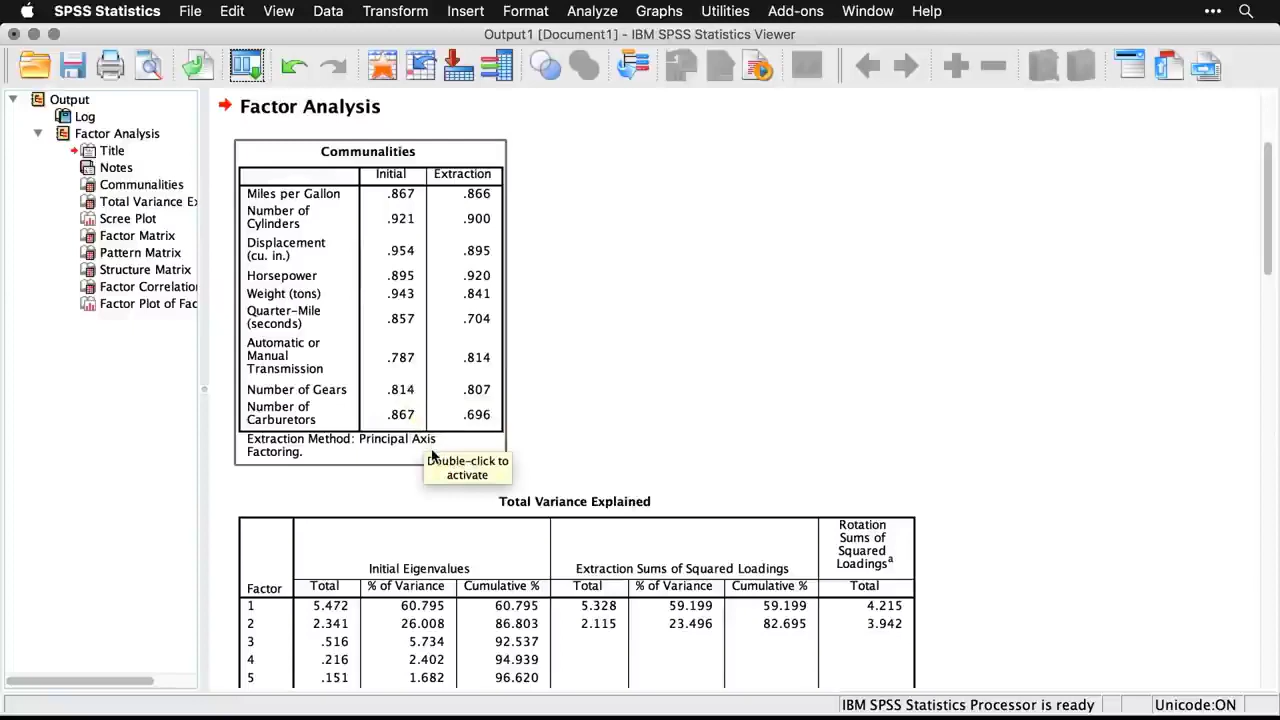 SPSS Statistics File Edit View Data Transform Insert Format Analyze Graphs Utilities Add-ons Window Help
Output1 [Document1] - IBM SPSS Statistics Viewer
Output
Log
Factor Analysis
Title
Notes
Communalities
Total Variance Ex
Scree Plot
Factor Matrix
Pattern Matrix
Structure Matrix
Factor Correlation
Factor Plot of Fac
Factor Analysis
Communalities
Initial Extraction
Miles per Gallon .867 .866
Number of
Cylinders .921 .900
Displacement
(cu. in.) .954 .895
Horsepower .895 .920
Weight (tons) .943 .841
Quarter-Mile
(seconds) .857 .704
Automatic or
Manual
Transmission .787 .814
Number of Gears .814 .807
Number of
Carburetors .867 .696
Extraction Method: Principal Axis
Factoring.
Double-click to
activate
Total Variance Explained
Rotation
Sums of
Squared
Loadingsa
Initial Eigenvalues Extraction Sums of Squared Loadings
Factor Total % of Variance Cumulative % Total % of Variance Cumulative % Total
1 5.472 60.795 60.795 5.328 59.199 59.199 4.215
2 2.341 26.008 86.803 2.115 23.496 82.695 3.942
3 .516 5.734 92.537
4 .216 2.402 94.939
5 .151 1.682 96.620
IBM SPSS Statistics Processor is ready Unicode:ON